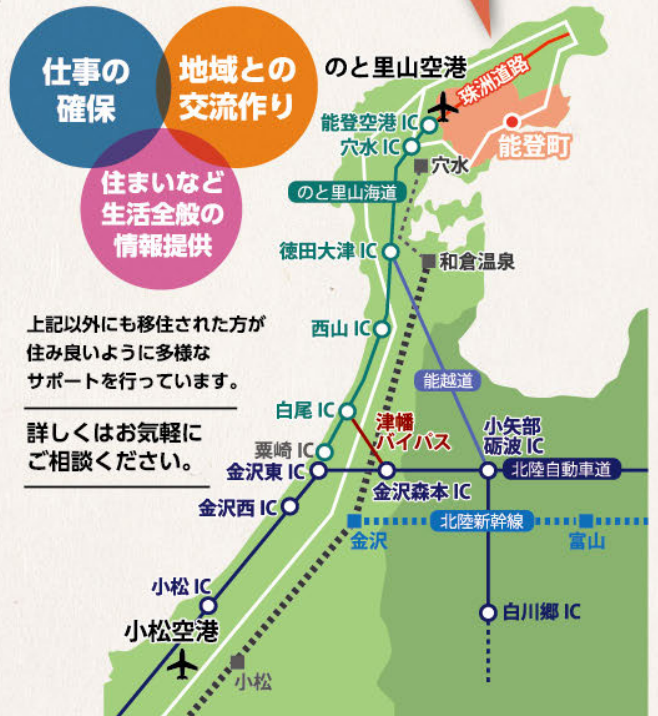 仕事の
確保
地域との
交流作り
住まいなど
生活全般の
情報提供
上記以外にも移住された方が
住み良いように多様な
サポートを行っています。
詳しくはお気軽に
ご相談ください。
のと里山空港
珠洲道路
能登空港 IC
能登町
穴水 IC
穴水
のと里山海道
徳田大津 IC
和倉温泉
西山 IC
能越道
白尾 IC
津幡
バイパス
小矢部
砺波 IC
粟崎 IC
金沢東 IC
北陸自動車道
金沢森本 IC
金沢西 IC
北陸新幹線
金沢
富山
小松 IC
白川郷 IC
小松空港
小松